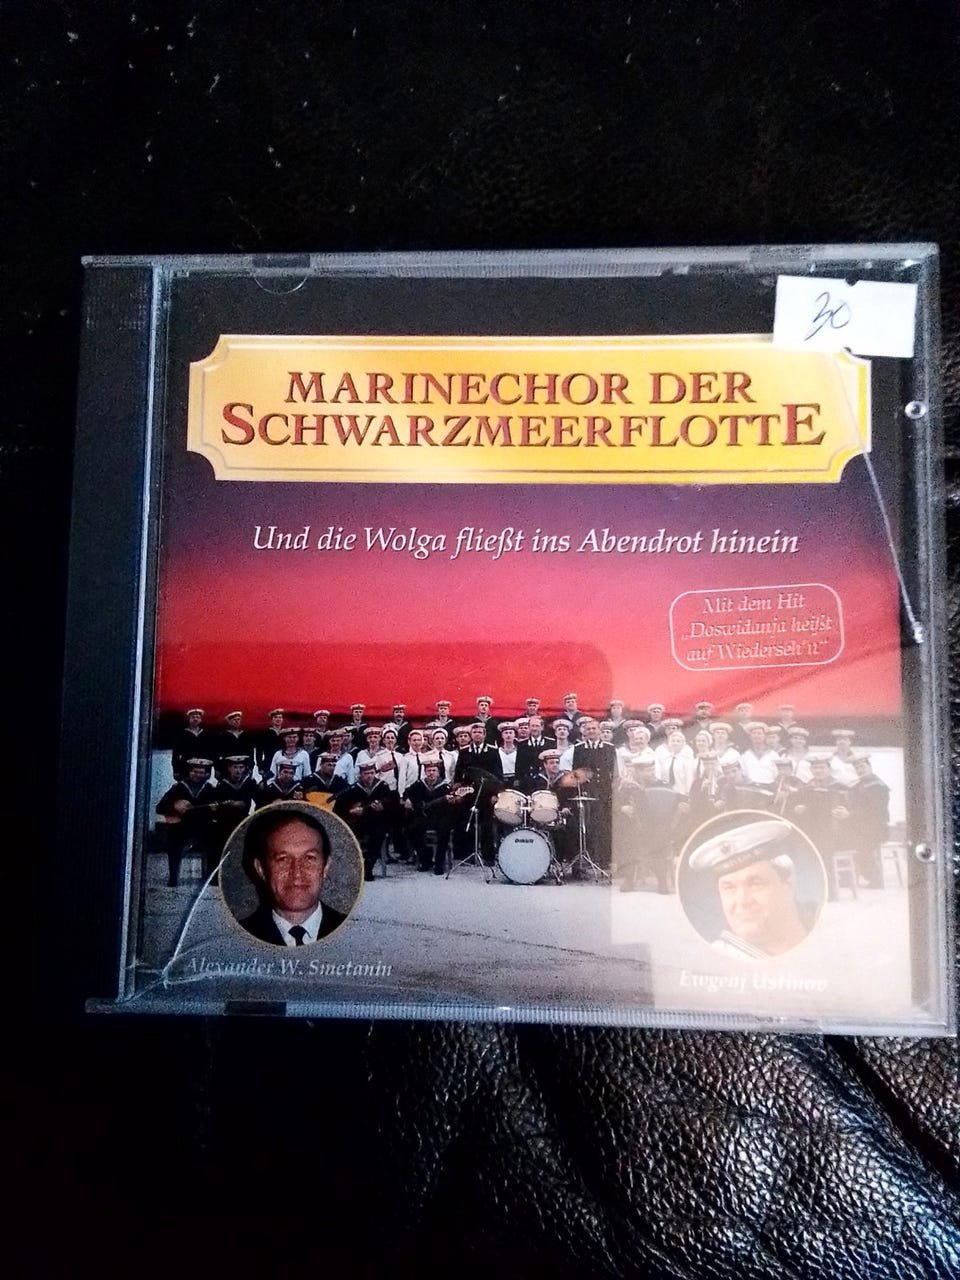 30
MARINECHOR DER
SCHWARZMEERFLOTTE
Und die Wolga fließt ins Abendrot hinein
Mit dem Hit
„Doswidanja heißt
auf Wiederseh'n“
Alexander W. Smetanin
Ewgenj Ustinov